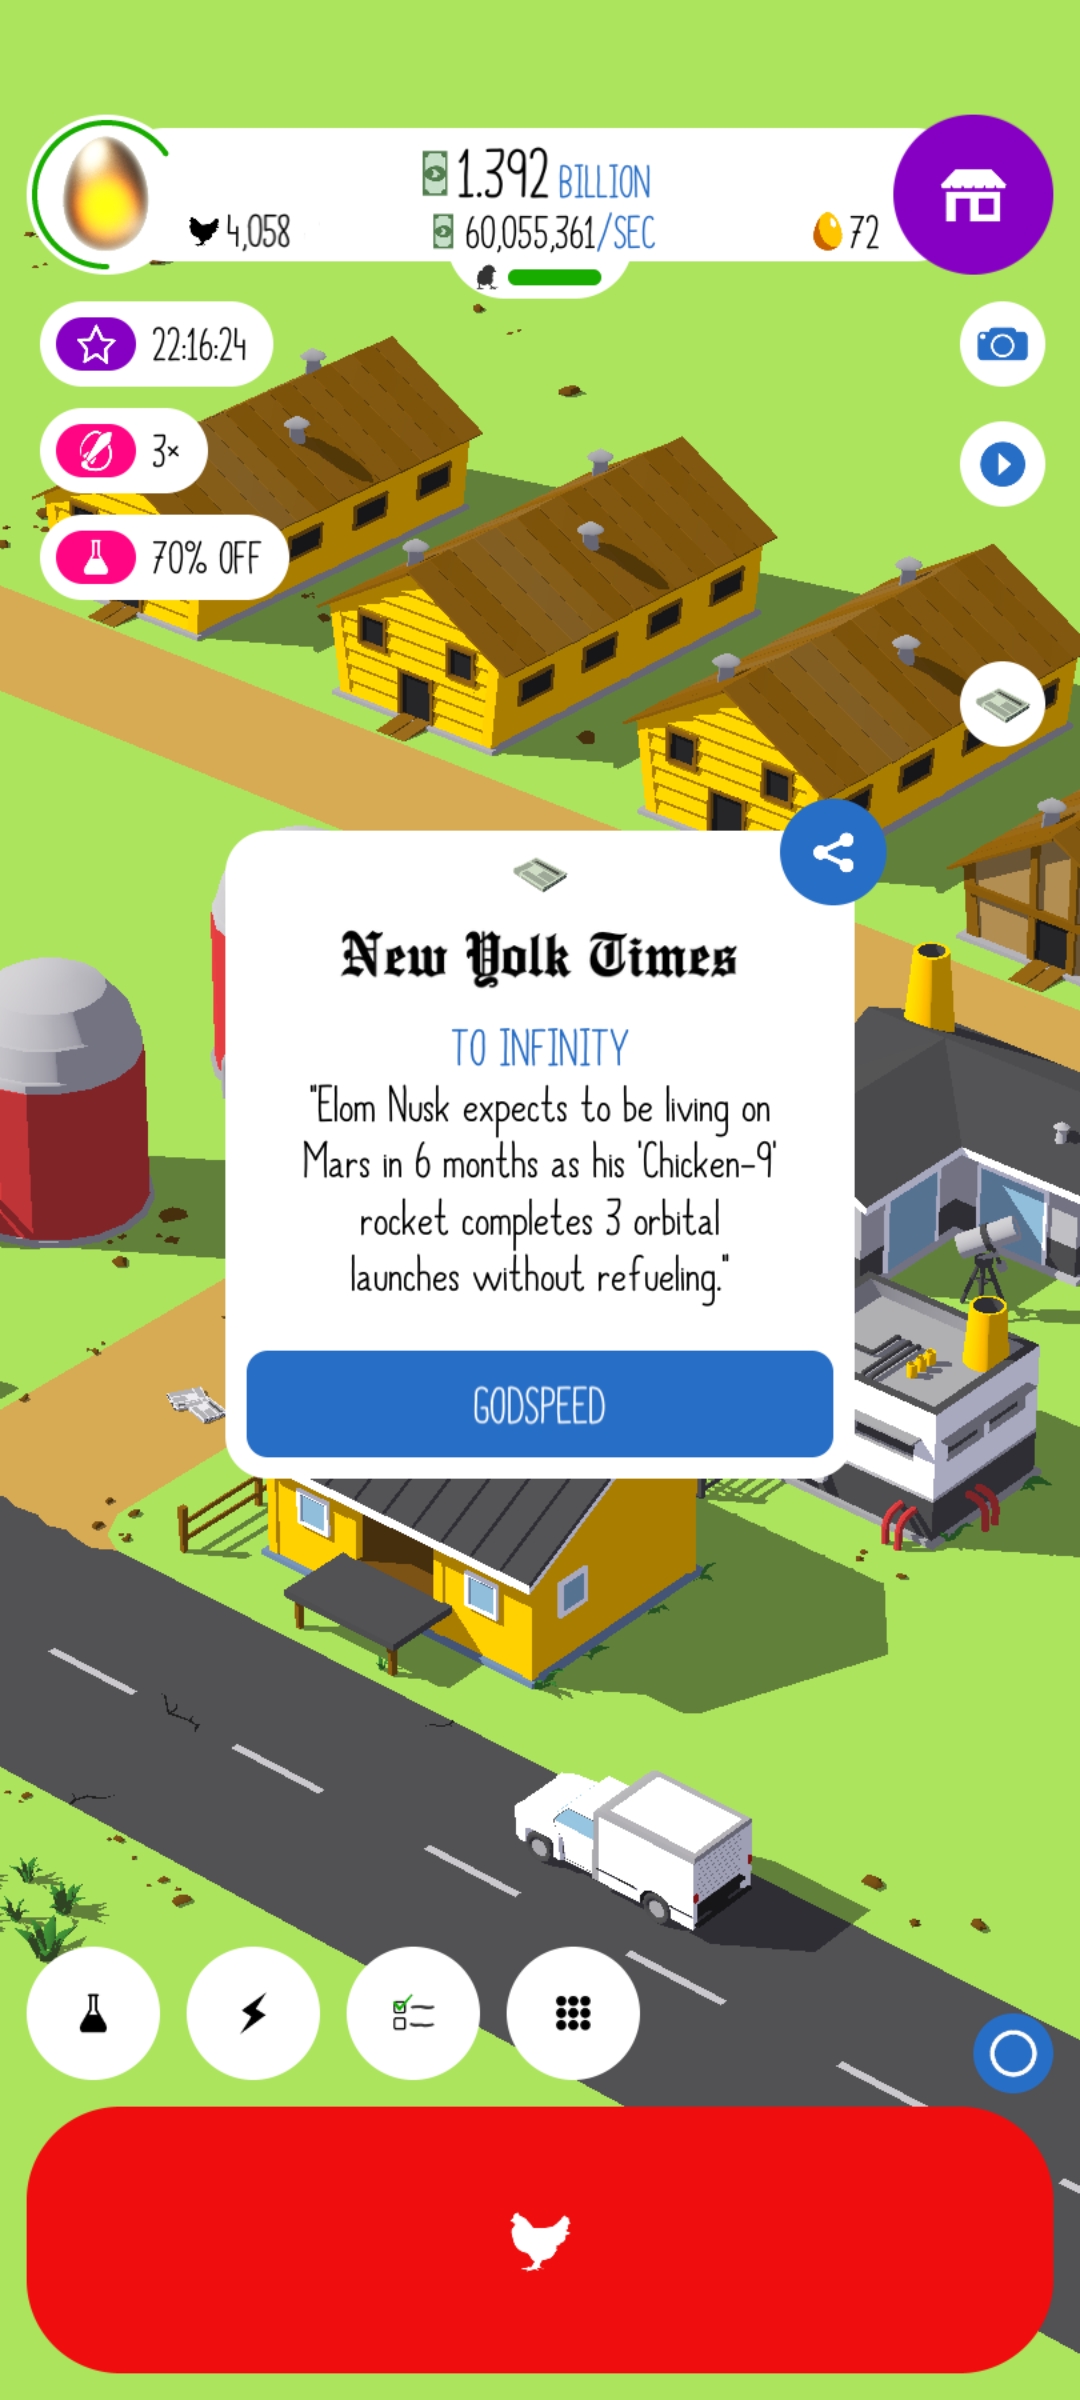 1.392 BILLION
4,058
60,055,361/SEC
72
22:16:24
3×
70% OFF
New Yolk Times
TO INFINITY
"Elom Nusk expects to be living on
Mars in 6 months as his 'Chicken-9'
rocket completes 3 orbital
launches without refueling."
GODSPEED